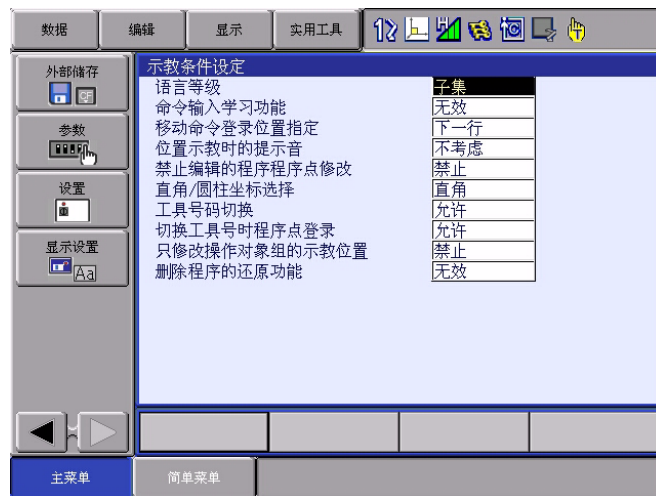 数据 编辑 显示 实用工具
外部储存
CF
参数
设置
显示设置
Aa
示教条件设定
语言等级 子集
命令输入学习功能 无效
移动命令登录位置指定 下一行
位置示教时的提示音 不考虑
禁止编辑的程序程序点修改 禁止
直角/圆柱坐标选择 直角
工具号码切换 允许
切换工具号时程序点登录 允许
只修改操作对象组的示教位置 禁止
删除程序的还原功能 无效
主菜单 简单菜单